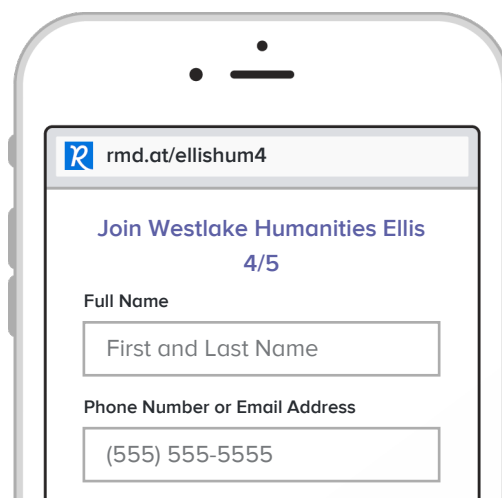 rmd.at/ellishum4
Join Westlake Humanities Ellis
4/5
Full Name
First and Last Name
Phone Number or Email Address
(555) 555-5555